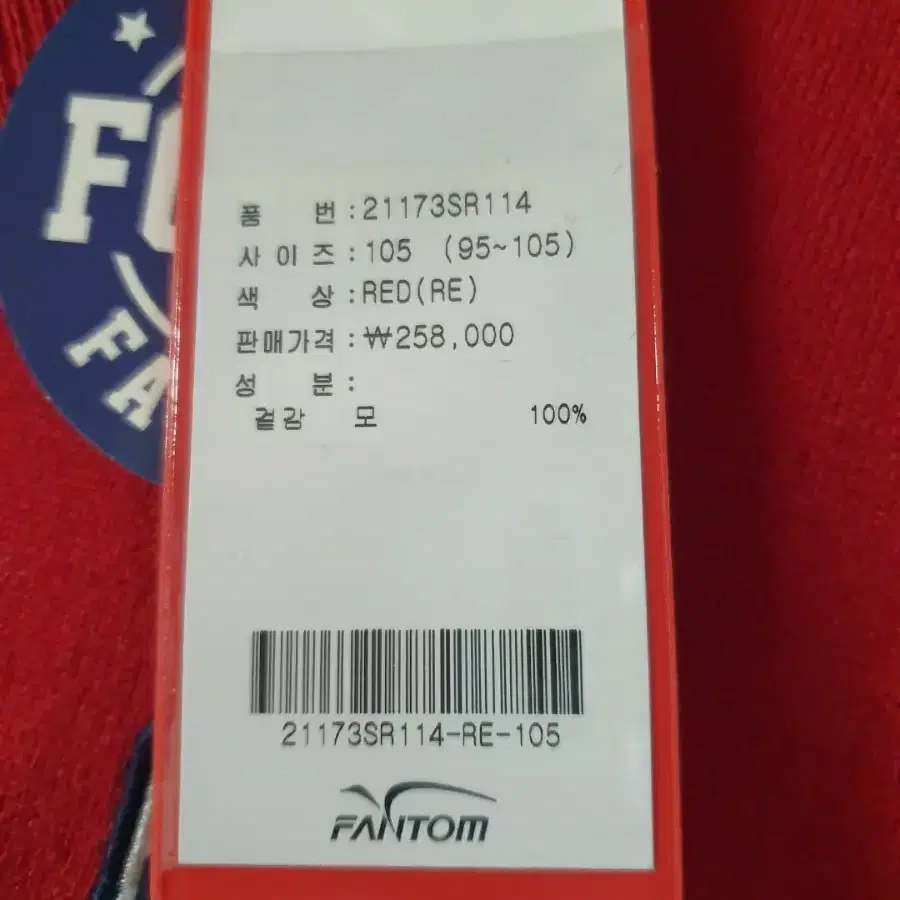 품 번 : 21173SR114
사 이 즈 : 105 (95~105)
색 상 : RED(RE)
판매가격 : ₩258,000
성 분 :
겉감 모 100%
21173SR114-RE-105
FANTOM